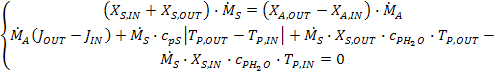 (X_{S,IN} + X_{S,OUT}) · Ṁ_S = (X_{A,OUT} − X_{A,IN}) · Ṁ_A
Ṁ_A(J_{OUT} − J_{IN}) + Ṁ_S · c_{pS}|T_{P,OUT} − T_{P,IN}| + Ṁ_S · X_{S,OUT} · c_{PH_2O} · T_{P,OUT} −
Ṁ_S · X_{S,IN} · c_{PH_2O} · T_{P,IN} = 0